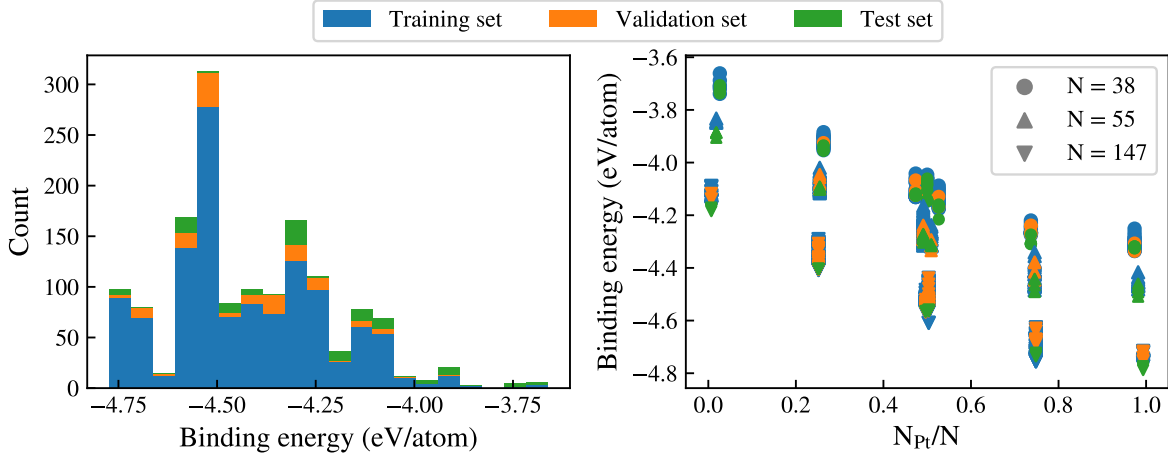 Training set Validation set Test set
300
250
200
150
100
50
0
Count
−4.75 −4.50 −4.25 −4.00 −3.75
Binding energy (eV/atom)
−3.6
−3.8
−4.0
−4.2
−4.4
−4.6
−4.8
Binding energy (eV/atom)
N = 38
N = 55
N = 147
0.0 0.2 0.4 0.6 0.8 1.0
N_Pt/N